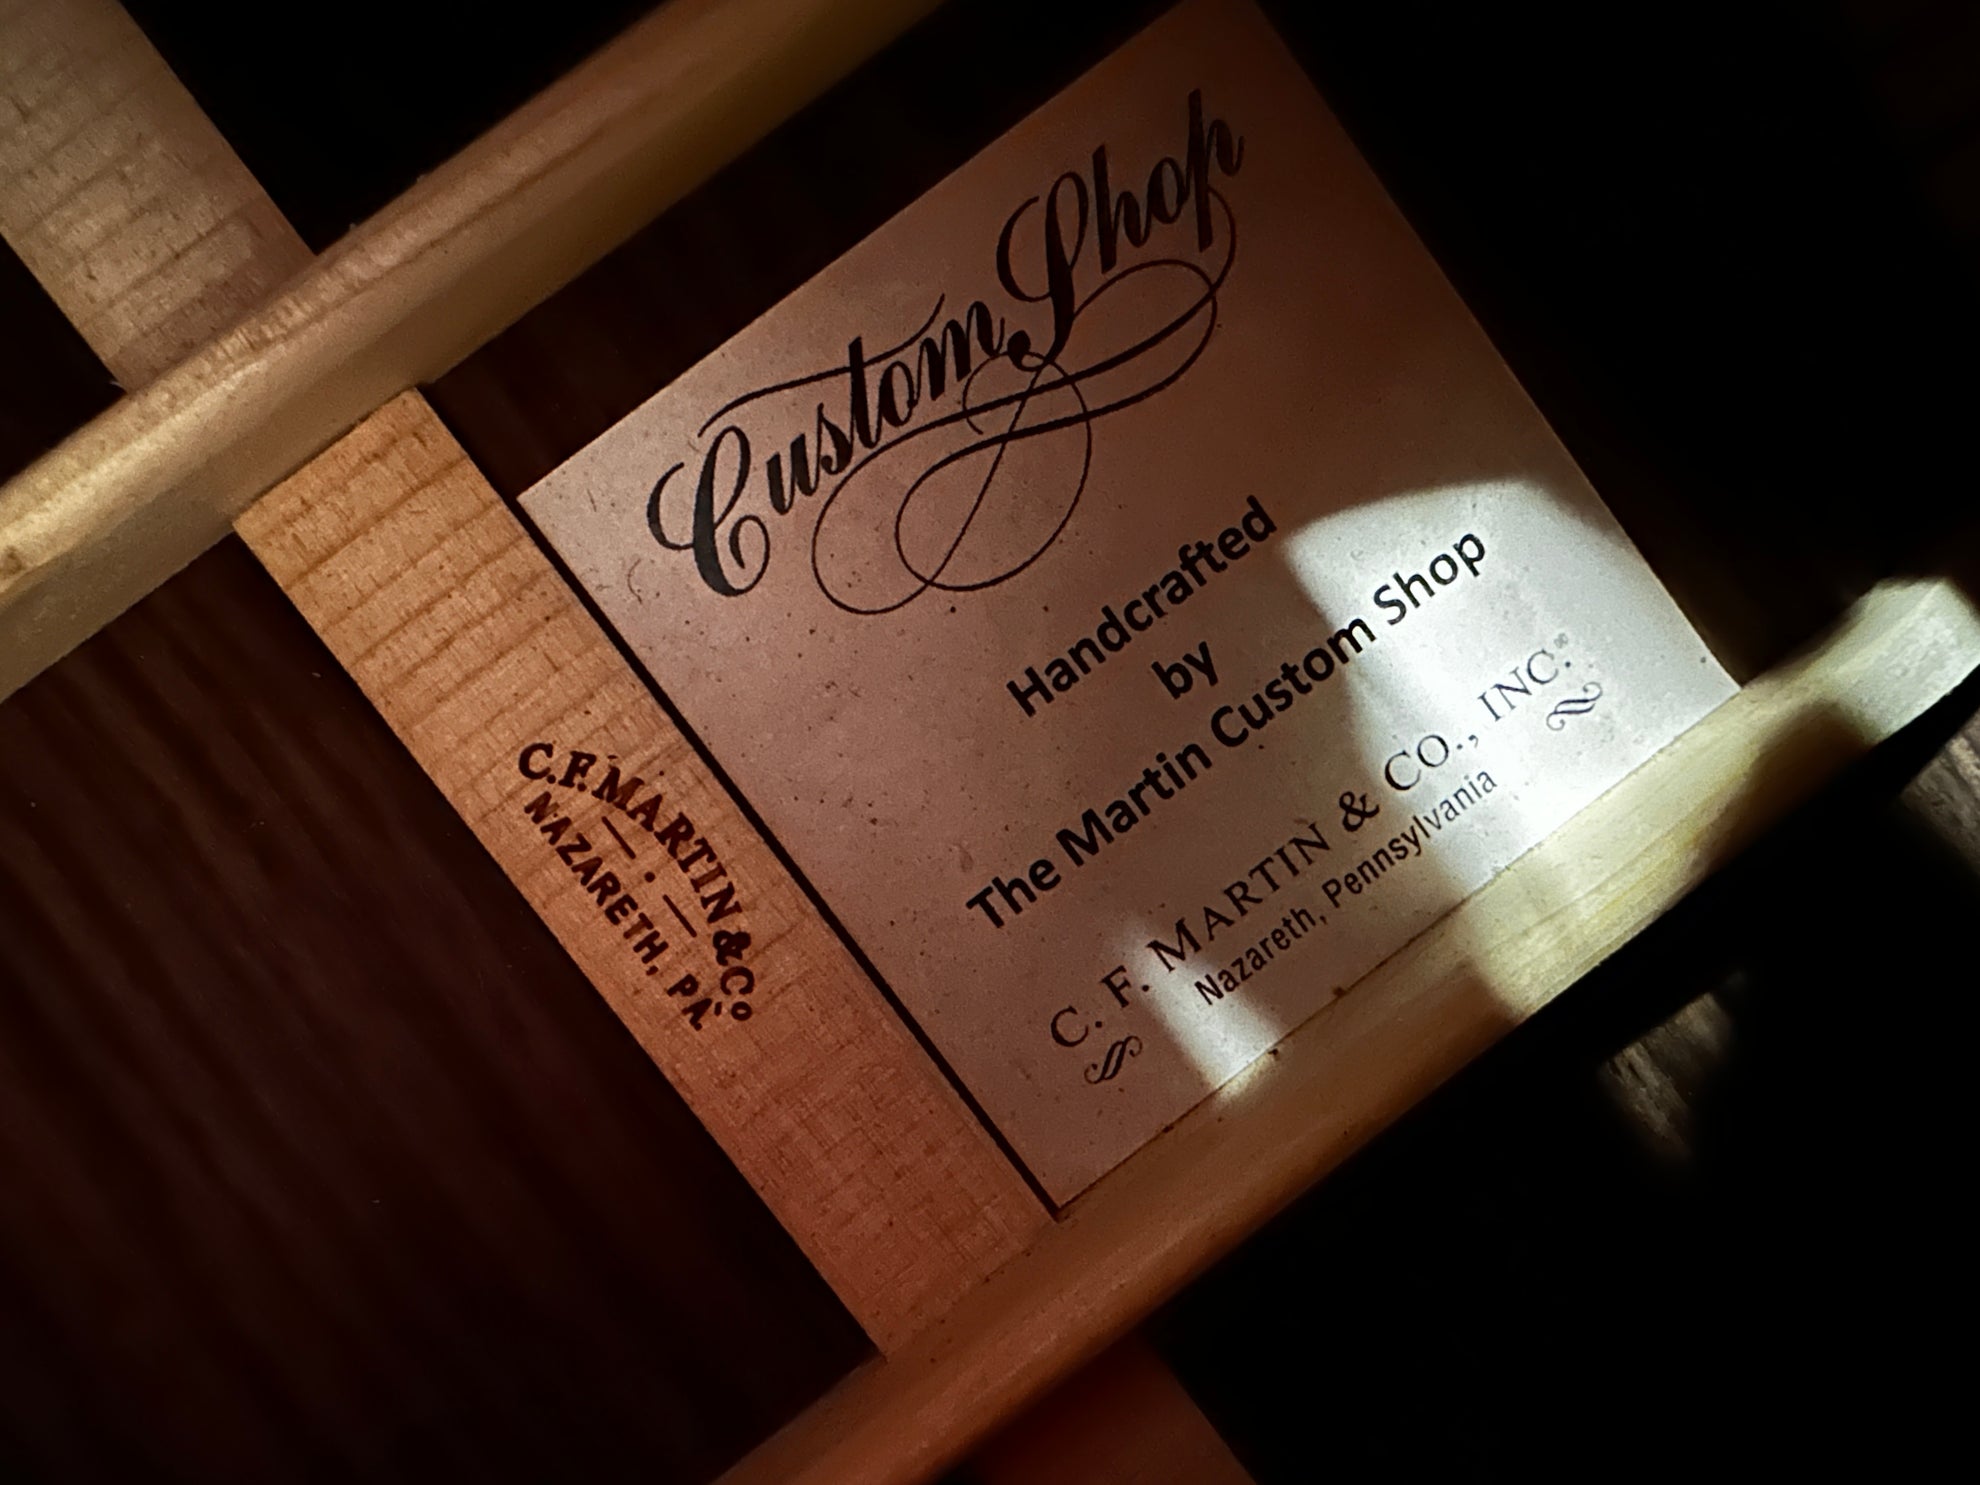 Custom Shop
Handcrafted
by
The Martin Custom Shop
C. F. MARTIN & CO., INC.
Nazareth, Pennsylvania
C.F. MARTIN & Co
NAZARETH, PA.